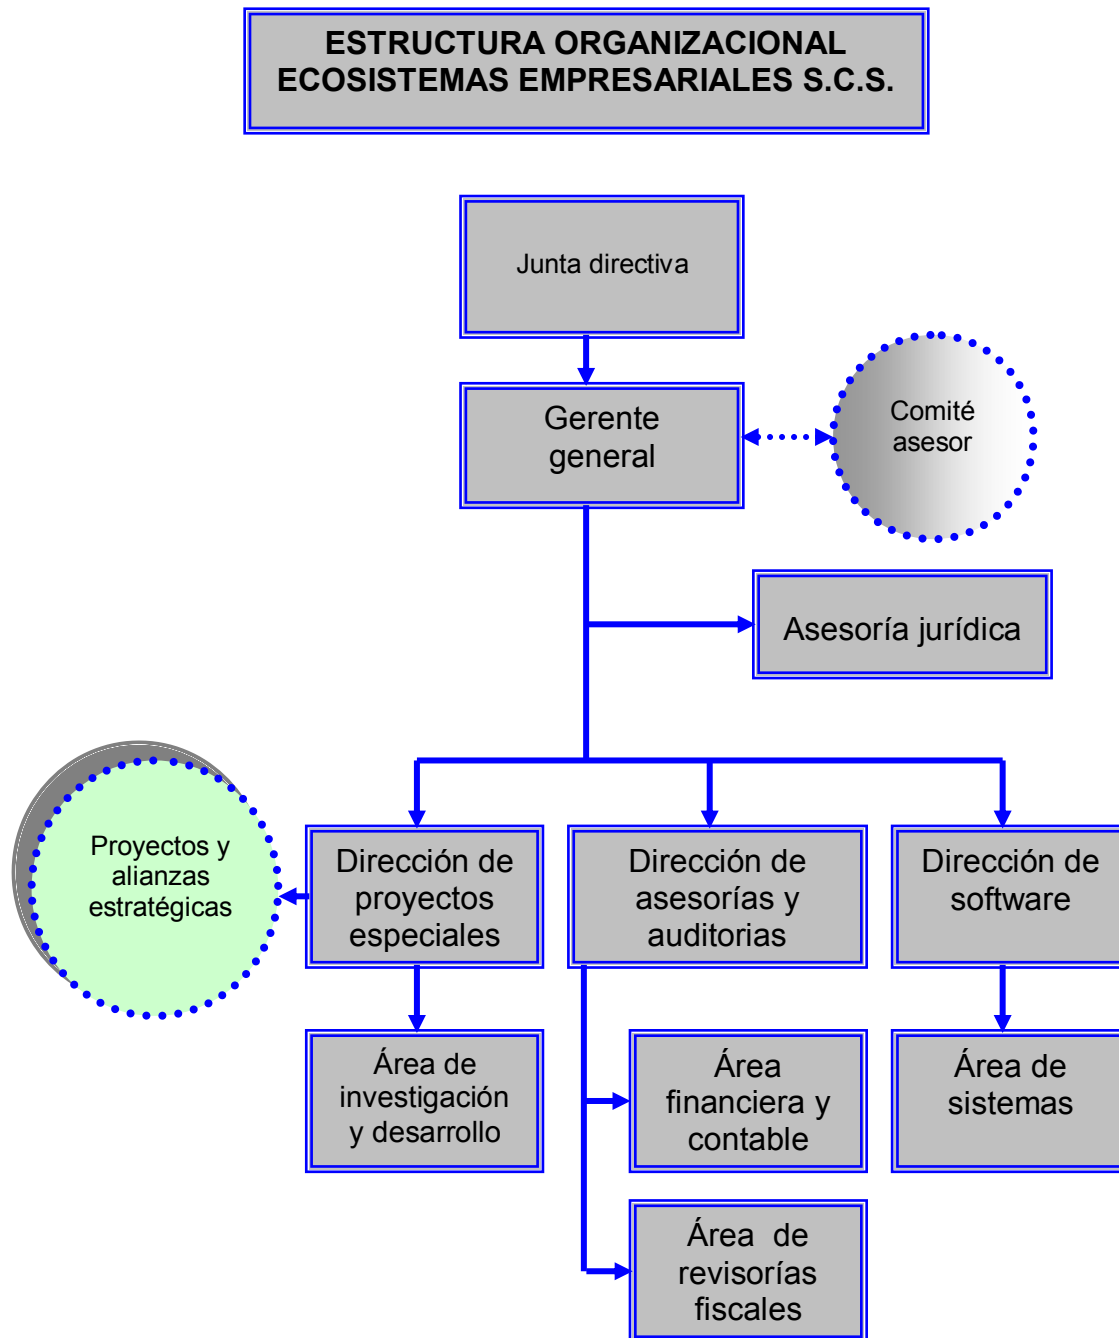 ESTRUCTURA ORGANIZACIONAL
ECOSISTEMAS EMPRESARIALES S.C.S.
Junta directiva
Gerente
general
Comité
asesor
Asesoría jurídica
Proyectos y
alianzas
estratégicas
Dirección de
proyectos
especiales
Dirección de
asesorías y
auditorias
Dirección de
software
Área de
investigación
y desarrollo
Área
financiera y
contable
Área de
sistemas
Área  de
revisorías
fiscales